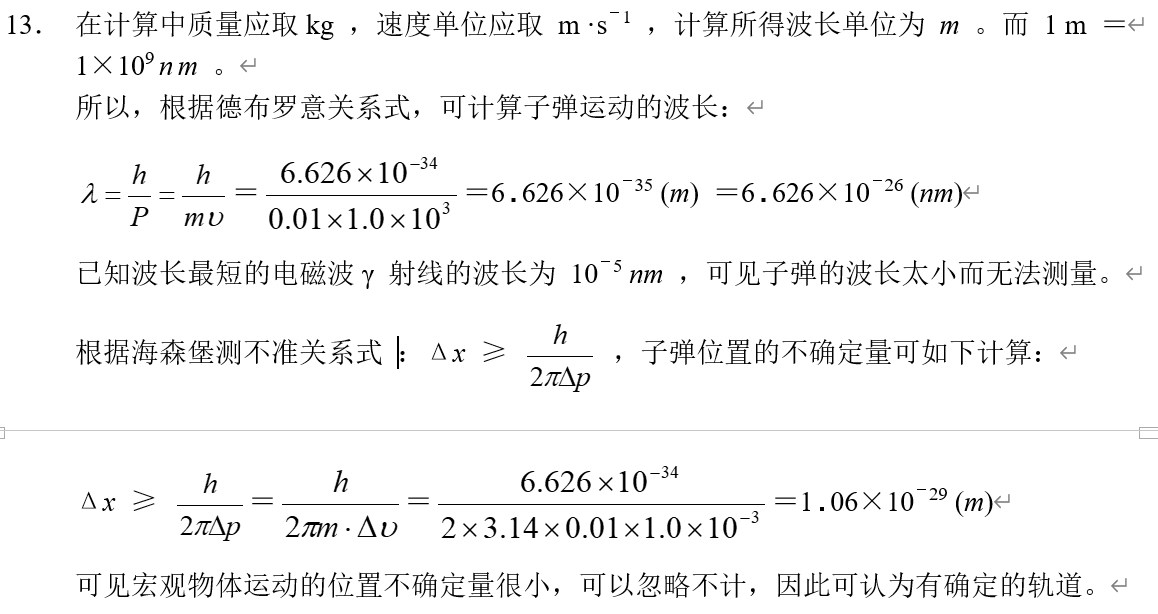 13． 在计算中质量应取 kg ，速度单位应取 m·s⁻¹ ，计算所得波长单位为 m 。而 1 m ＝↵
1×10⁹ nm 。↵
所以，根据德布罗意关系式，可计算子弹运动的波长：↵
λ = h/P = h/mυ = 6.626×10⁻³⁴/0.01×1.0×10³ ＝6.626×10⁻³⁵ (m) ＝6.626×10⁻²⁶ (nm)↵
已知波长最短的电磁波 γ 射线的波长为 10⁻⁵ nm ，可见子弹的波长太小而无法测量。↵
根据海森堡测不准关系式 ：Δx ≥ h/2πΔp ，子弹位置的不确定量可如下计算：↵
Δx ≥ h/2πΔp ＝ h/2πm·Δυ ＝ 6.626×10⁻³⁴/2×3.14×0.01×1.0×10⁻³ ＝1.06×10⁻²⁹ (m)↵
可见宏观物体运动的位置不确定量很小，可以忽略不计，因此可认为有确定的轨道。↵